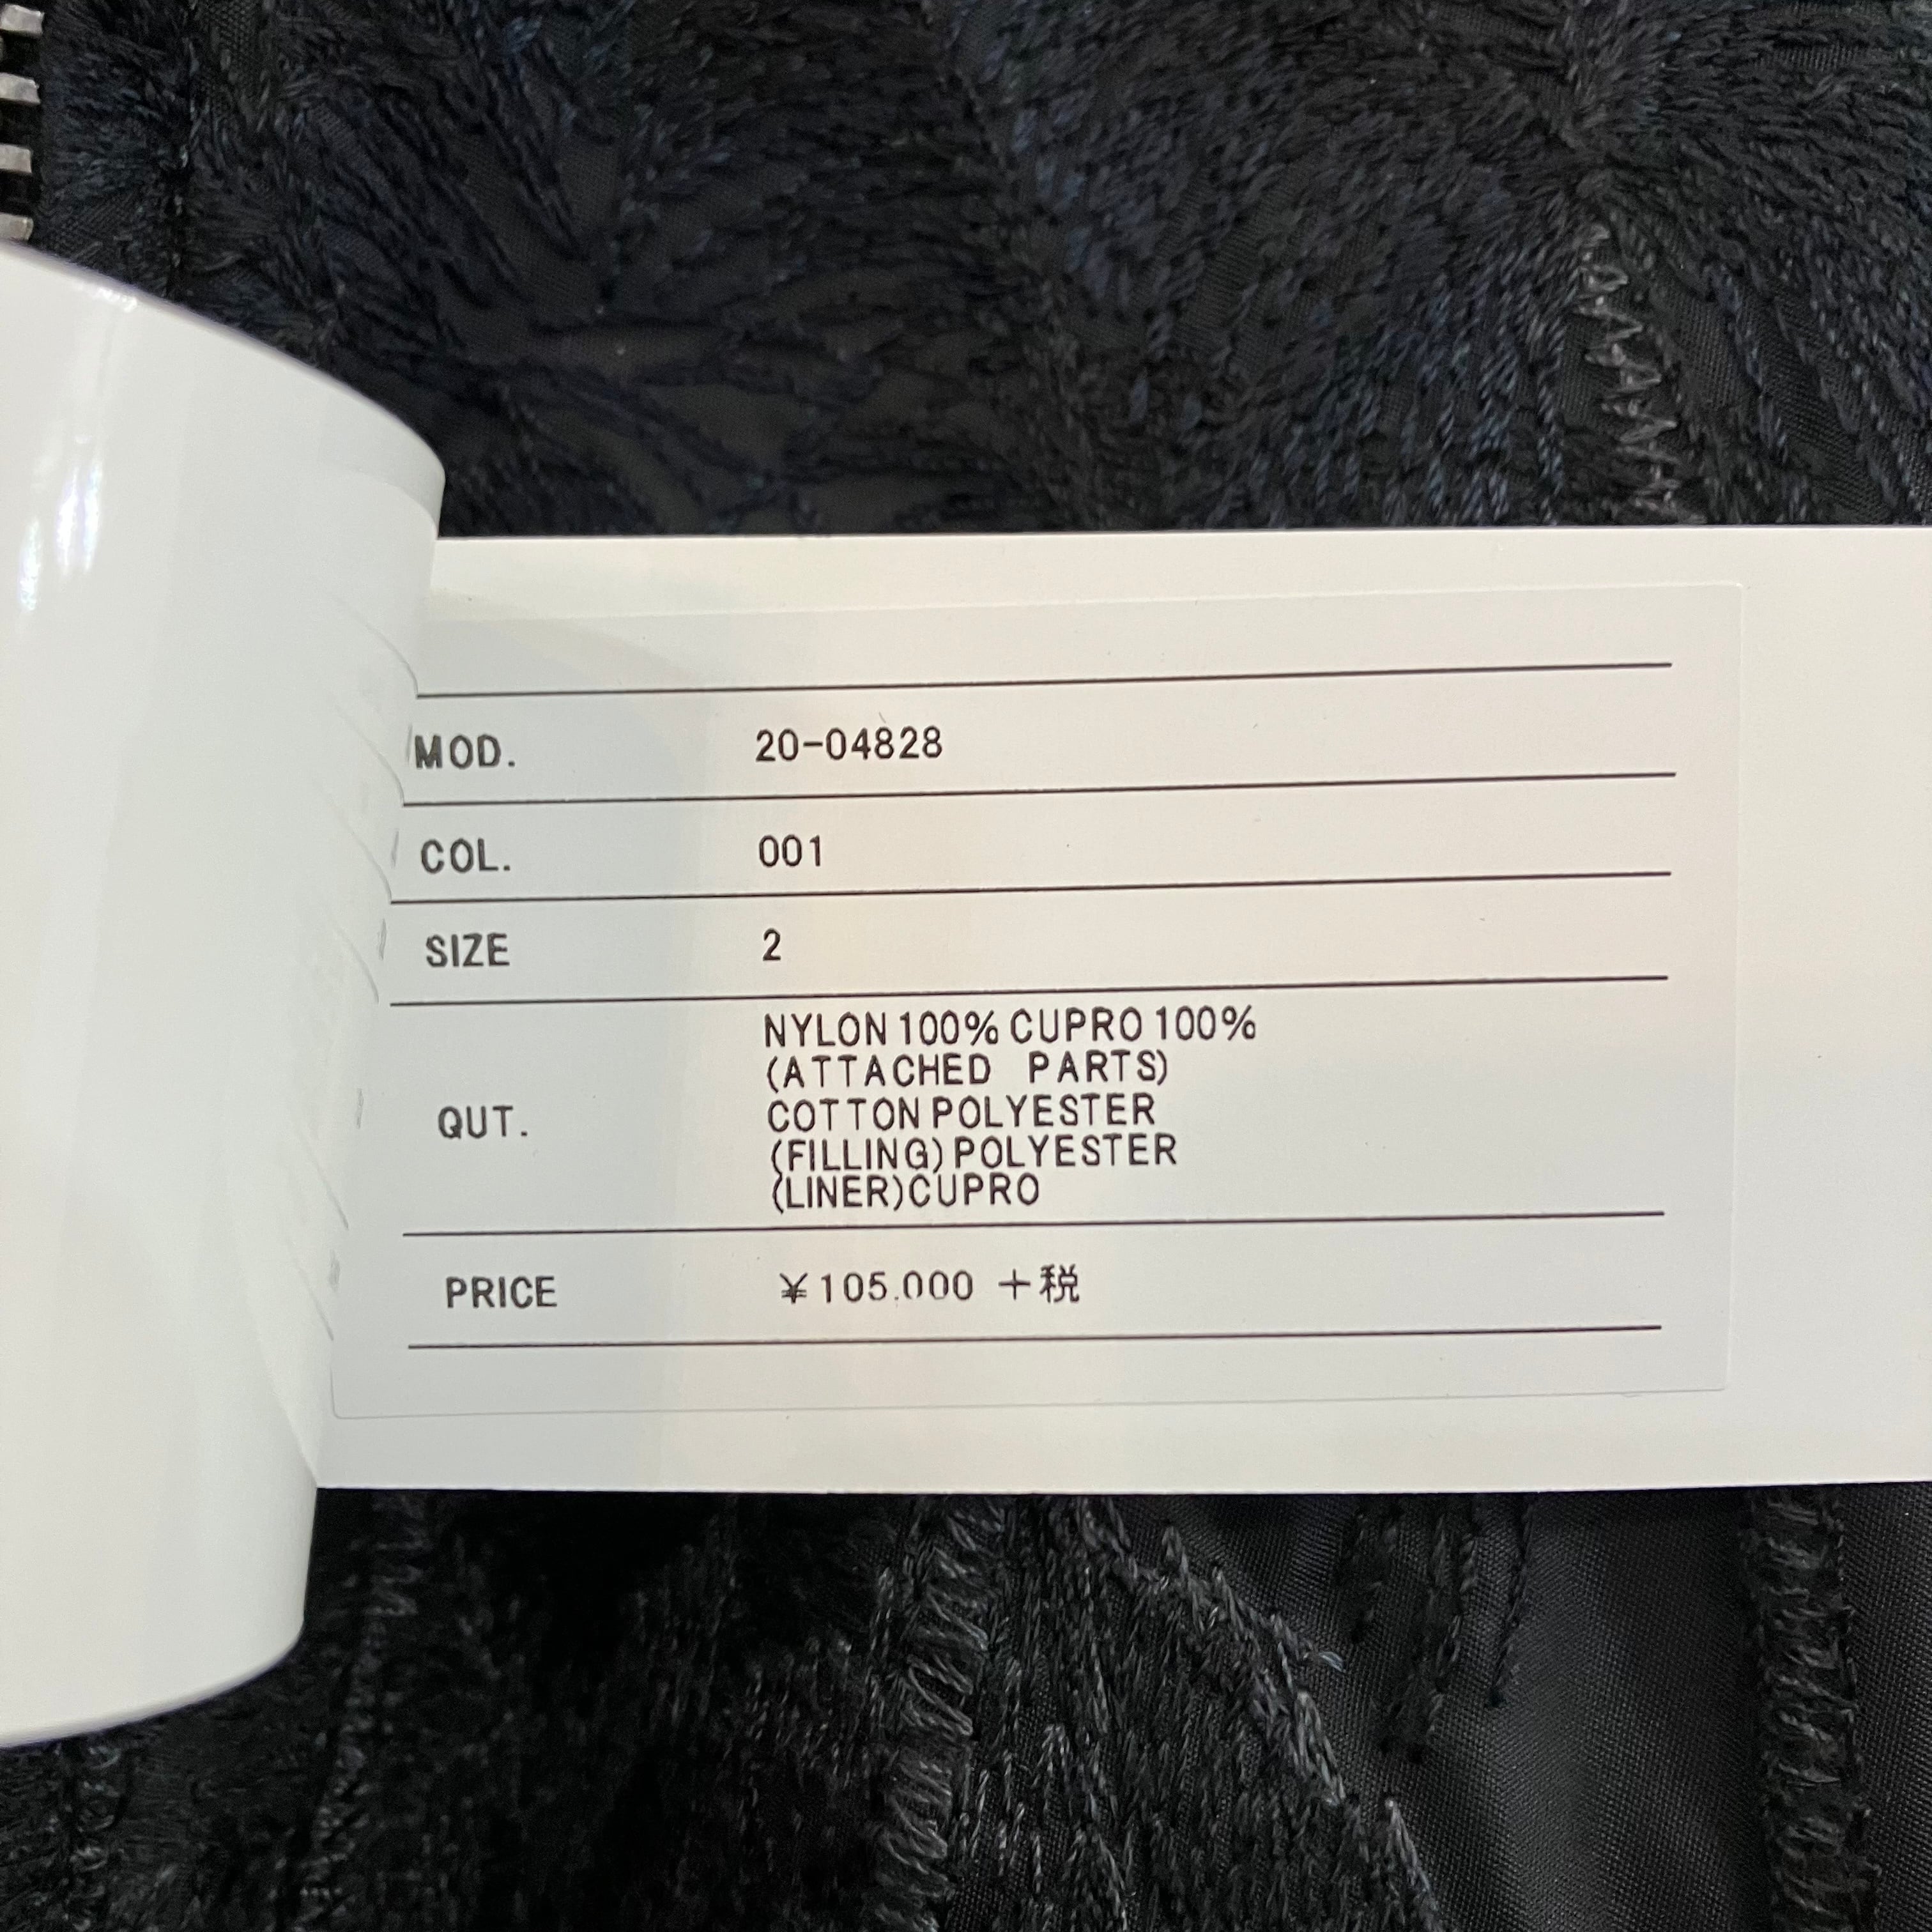 MOD. 20-04828
COL. 001
SIZE 2
QUT. NYLON 100% CUPRO 100%
(ATTACHED PARTS)
COTTON POLYESTER
(FILLING) POLYESTER
(LINER)CUPRO
PRICE ¥105.000 +税